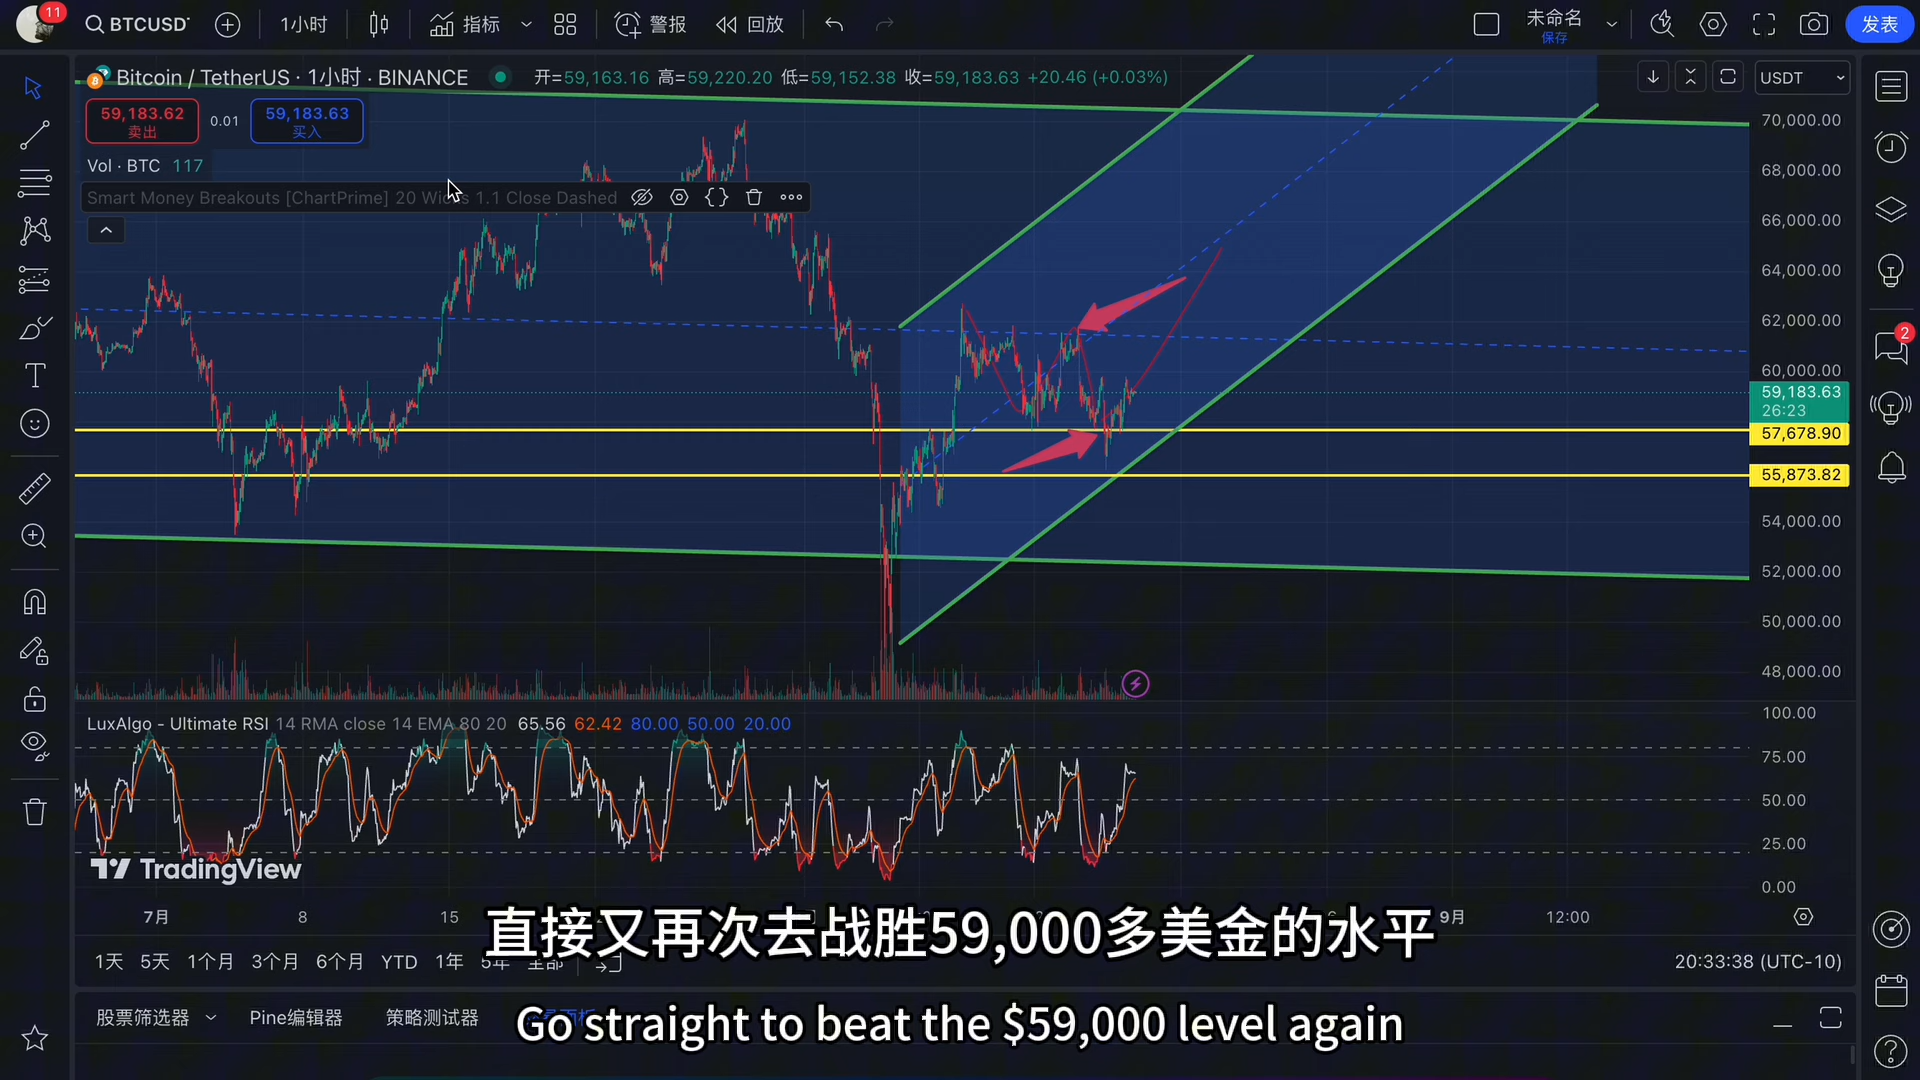 11
BTCUSDT
1小时
指标
警报
回放
未命名
保存
发表
Bitcoin / TetherUS · 1小时 · BINANCE
开=59,163.16 高=59,220.20 低=59,152.38 收=59,183.63 +20.46 (+0.03%)
USDT
59,183.62
卖出
0.01
59,183.63
买入
Vol · BTC 117
Smart Money Breakouts [ChartPrime] 20 1.1 Close Dashed
70,000.00
68,000.00
66,000.00
64,000.00
62,000.00
60,000.00
59,183.63
26:23
57,678.90
55,873.82
54,000.00
52,000.00
50,000.00
48,000.00
2
LuxAlgo - Ultimate RSI 14 RMA close 14 EMA 80 20 65.56 62.42 80.00 50.00 20.00
100.00
75.00
50.00
25.00
0.00
TradingView
7月
8
15
9月
12:00
直接又再次去战胜59,000多美金的水平
1天 5天 1个月 3个月 6个月 YTD 1年 5年 全部
20:33:38 (UTC-10)
股票筛选器
Pine编辑器
策略测试器
Go straight to beat the $59,000 level again